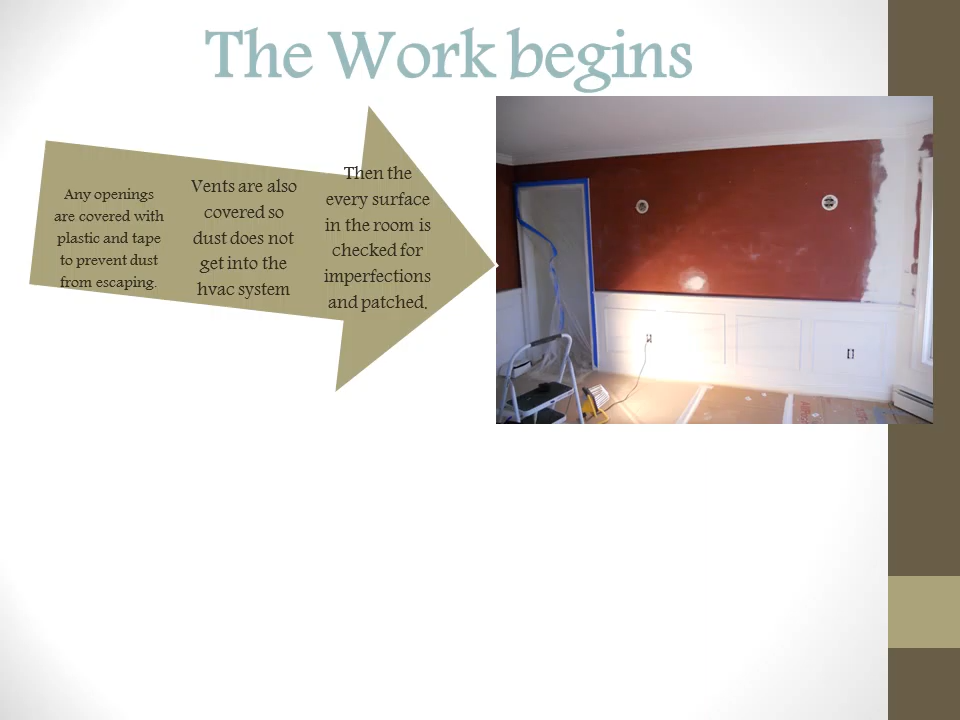 The Work begins
Any openings
are covered with
plastic and tape
to prevent dust
from escaping.
Vents are also
covered so
dust does not
get into the
hvac system
Then the
every surface
in the room is
checked for
imperfections
and patched.